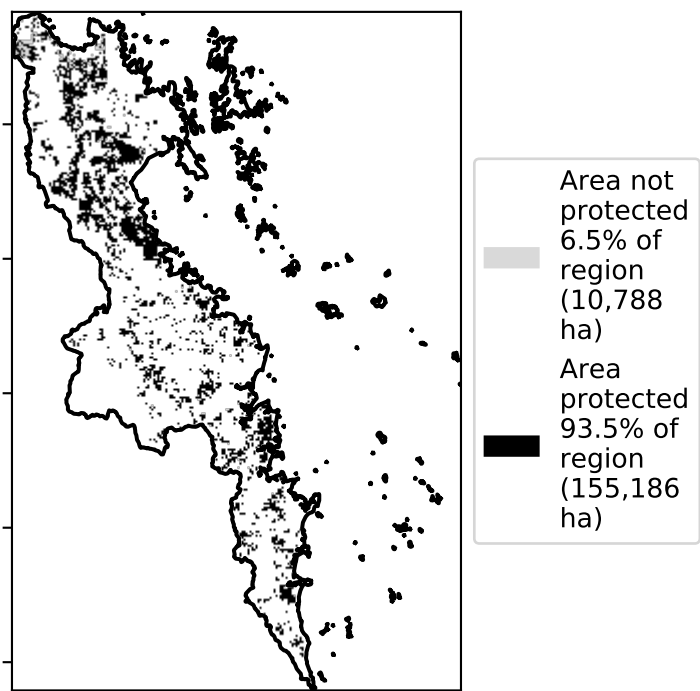 Area not
protected
6.5% of
region
(10,788
ha)
Area
protected
93.5% of
region
(155,186
ha)